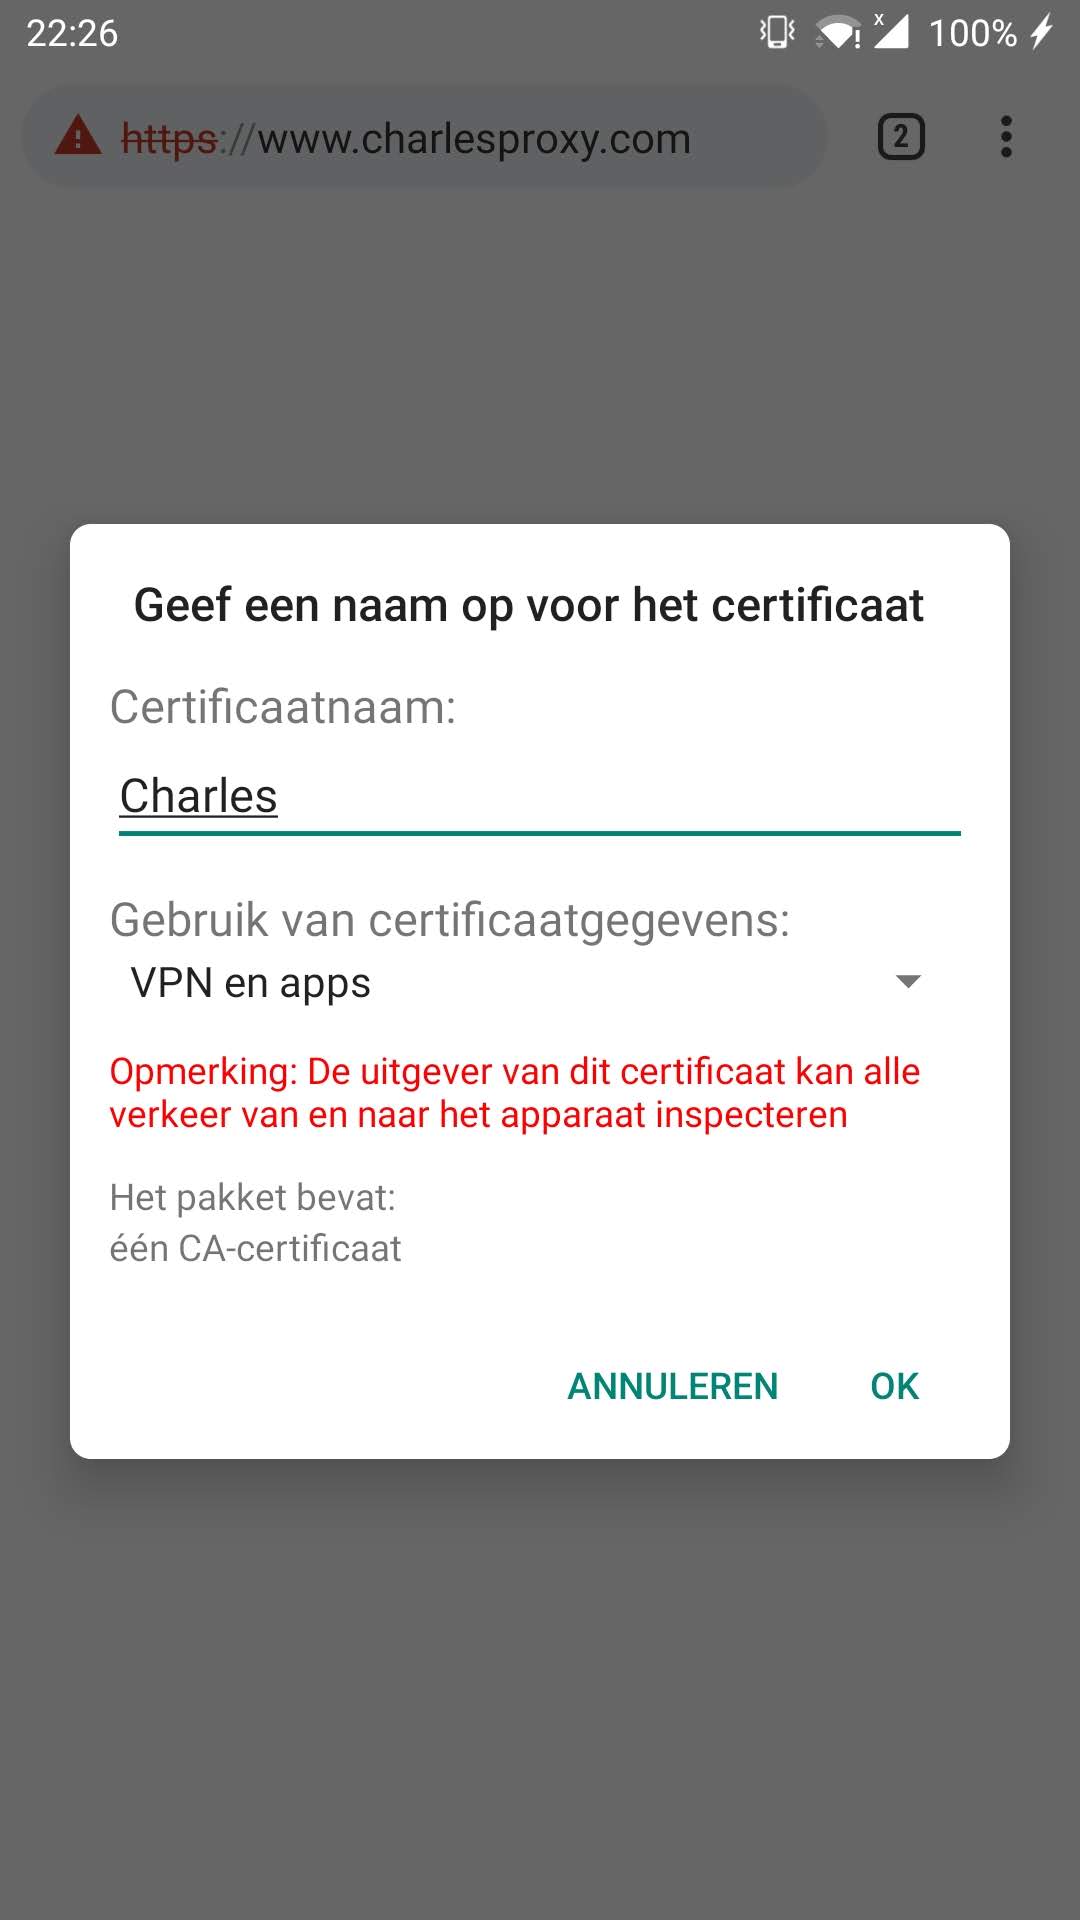 22:26
x
100%
https://www.charlesproxy.com
2
Geef een naam op voor het certificaat
Certificaatnaam:
Charles
Gebruik van certificaatgegevens:
VPN en apps
Opmerking: De uitgever van dit certificaat kan alle
verkeer van en naar het apparaat inspecteren
Het pakket bevat:
één CA-certificaat
ANNULEREN
OK